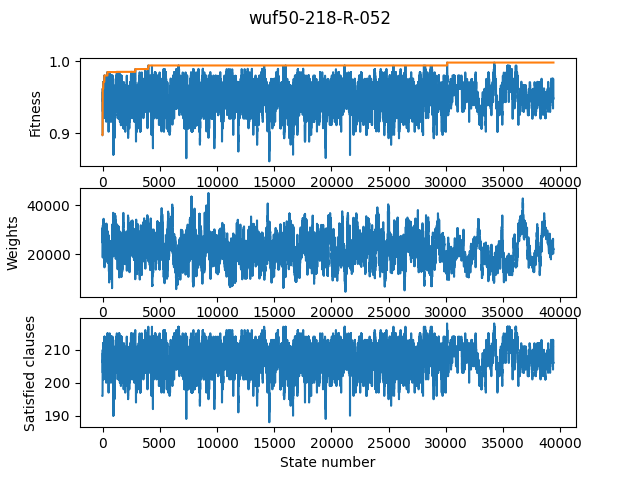 wuf50-218-R-052
1.0
0.9
Fitness
0 5000 10000 15000 20000 25000 30000 35000 40000
40000
20000
Weights
0 5000 10000 15000 20000 25000 30000 35000 40000
210
200
190
Satisfied clauses
0 5000 10000 15000 20000 25000 30000 35000 40000
State number